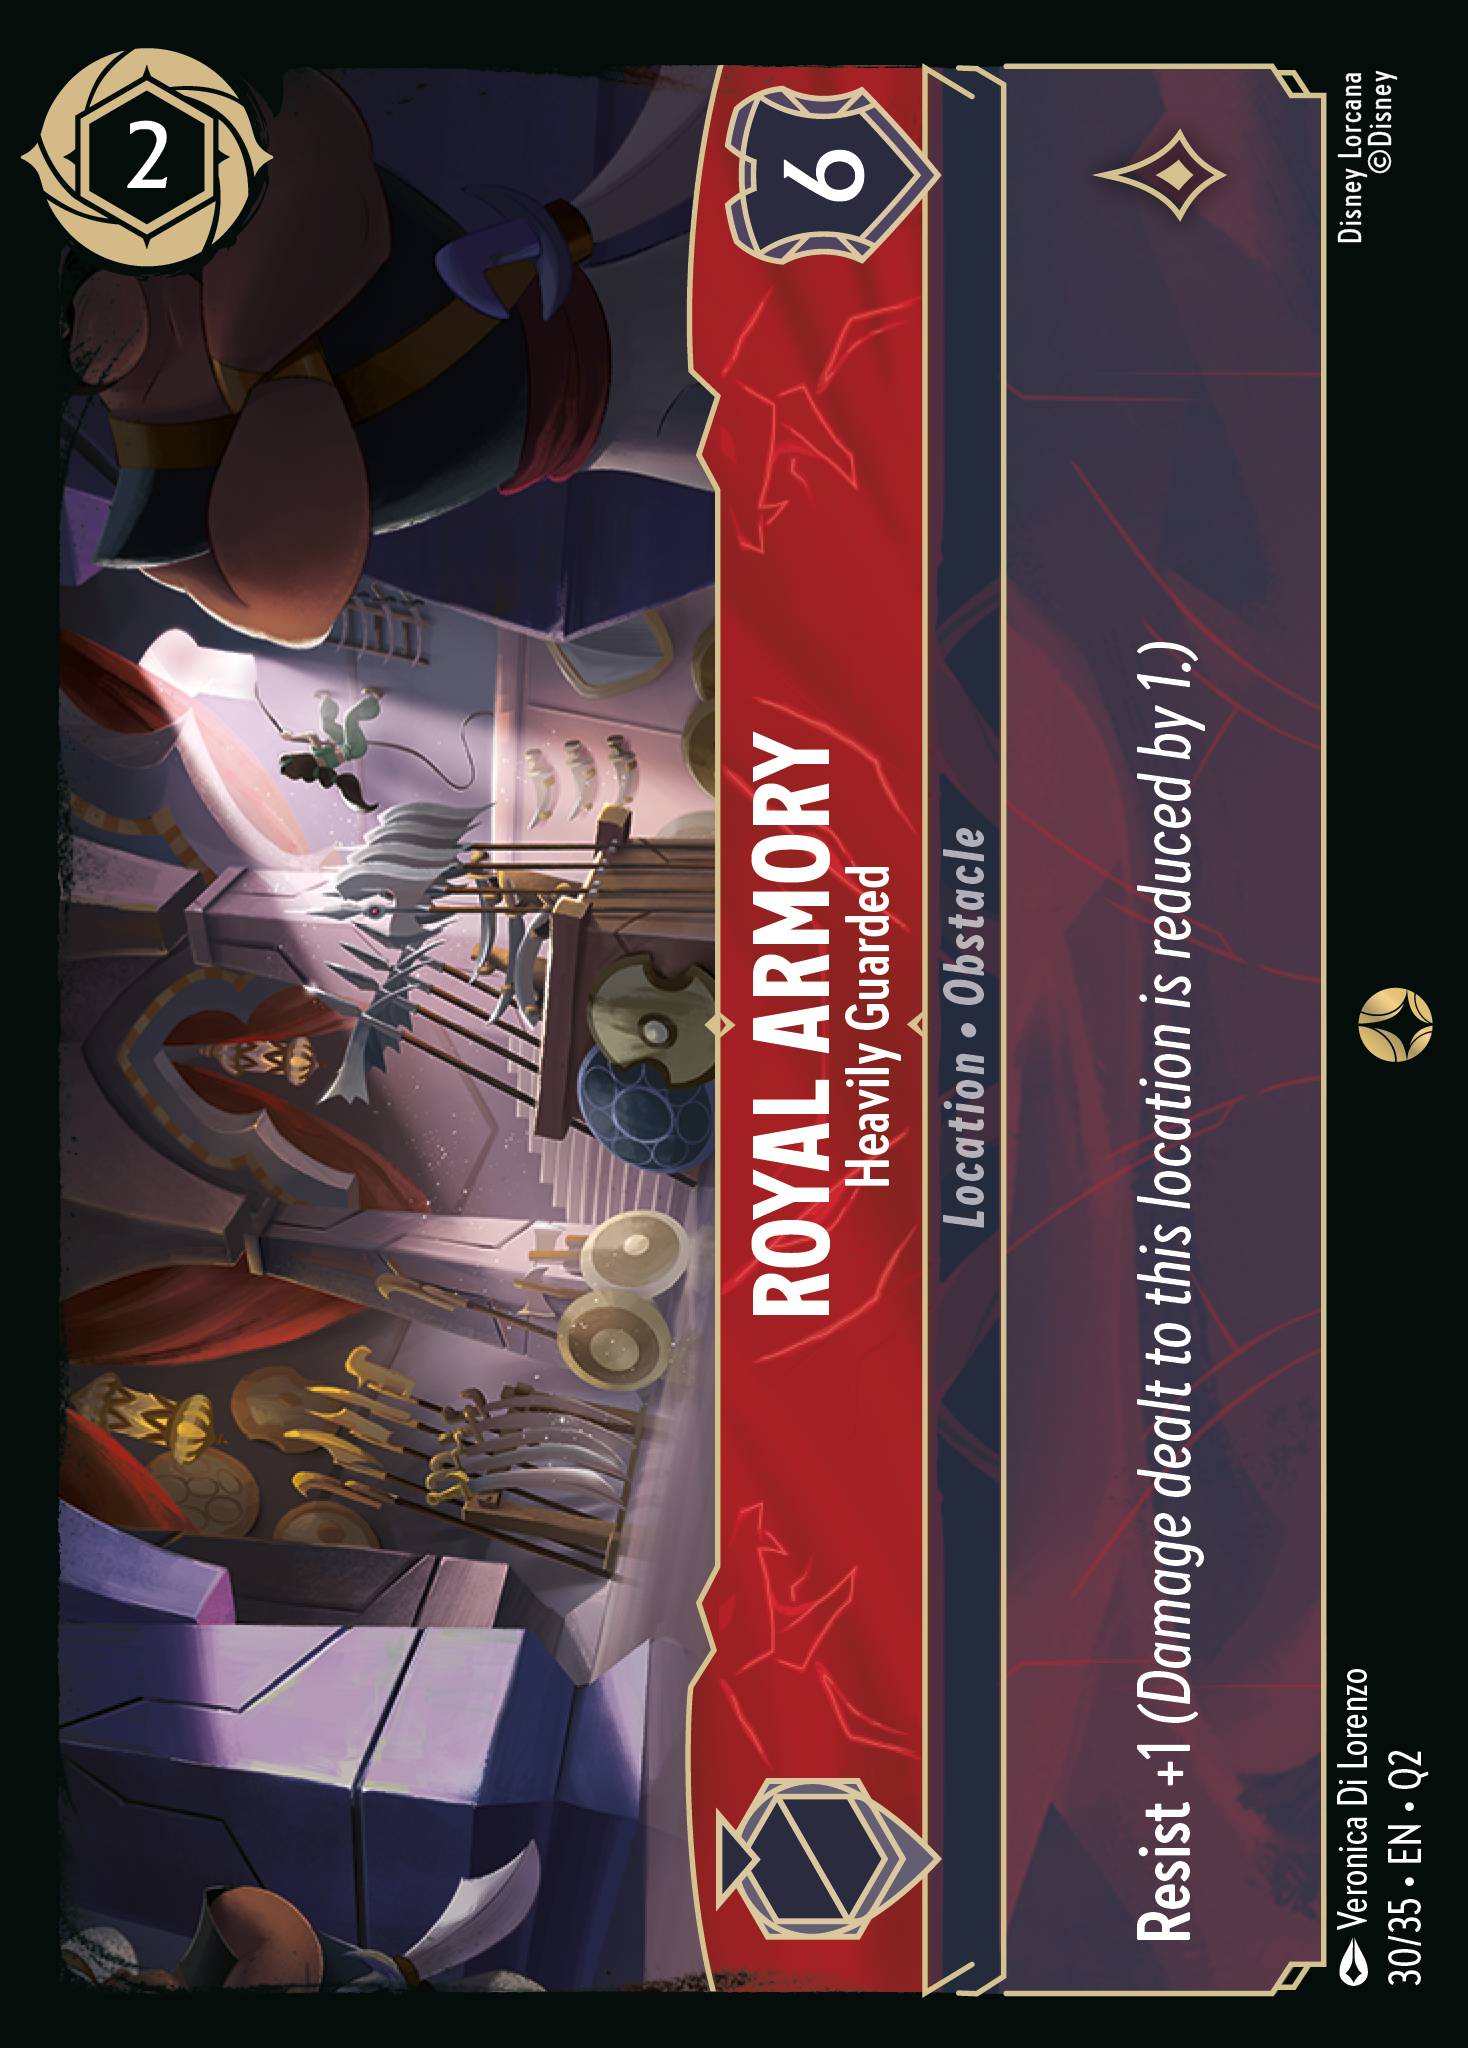 2
ROYAL ARMORY
Heavily Guarded
6
Location • Obstacle
Resist +1 (Damage dealt to this location is reduced by 1.)
Veronica Di Lorenzo
30/35 • EN • Q2
Disney Lorcana
©Disney